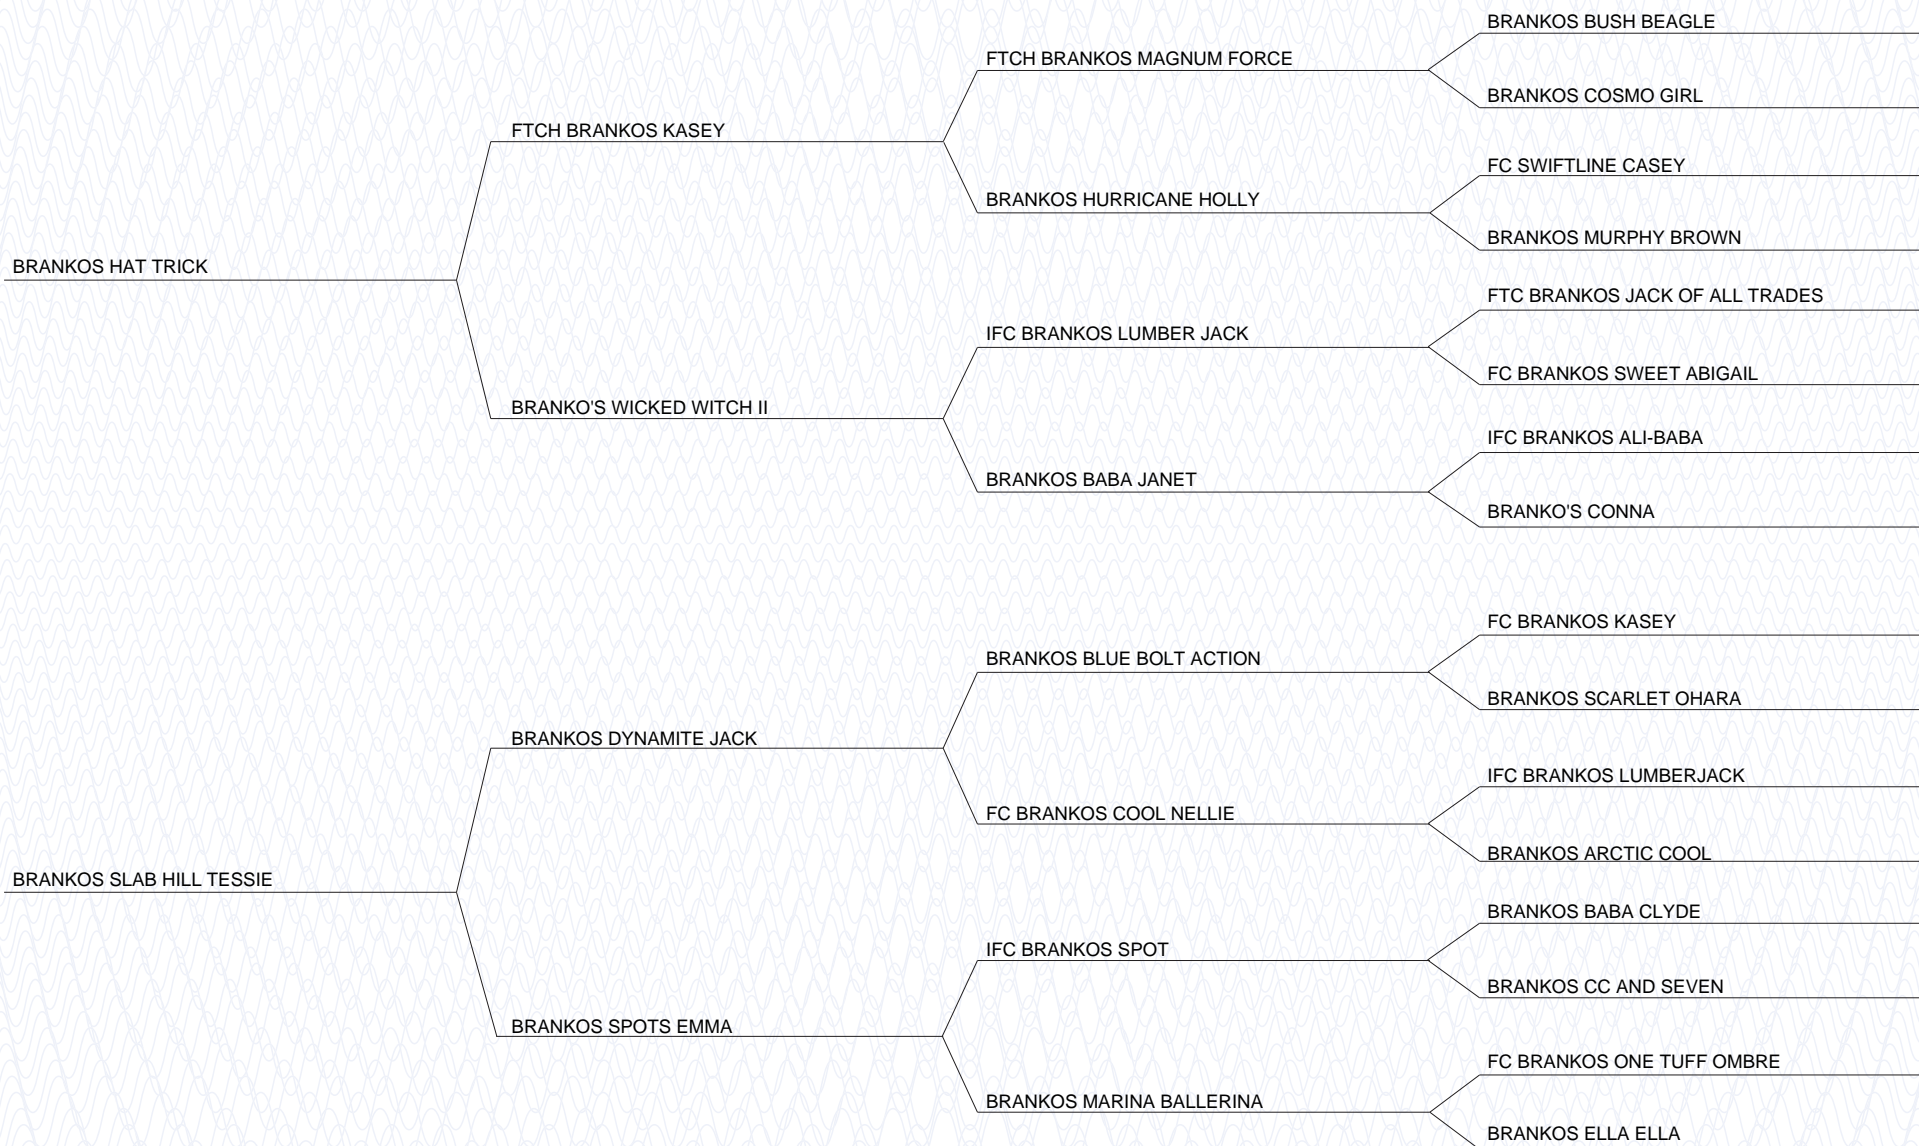 BRANKOS BUSH BEAGLE
FTCH BRANKOS MAGNUM FORCE
BRANKOS COSMO GIRL
FTCH BRANKOS KASEY
FC SWIFTLINE CASEY
BRANKOS HURRICANE HOLLY
BRANKOS MURPHY BROWN
BRANKOS HAT TRICK
FTC BRANKOS JACK OF ALL TRADES
IFC BRANKOS LUMBER JACK
FC BRANKOS SWEET ABIGAIL
BRANKO'S WICKED WITCH II
IFC BRANKOS ALI-BABA
BRANKOS BABA JANET
BRANKO'S CONNA
FC BRANKOS KASEY
BRANKOS BLUE BOLT ACTION
BRANKOS SCARLET OHARA
BRANKOS DYNAMITE JACK
IFC BRANKOS LUMBERJACK
FC BRANKOS COOL NELLIE
BRANKOS ARCTIC COOL
BRANKOS SLAB HILL TESSIE
BRANKOS BABA CLYDE
IFC BRANKOS SPOT
BRANKOS CC AND SEVEN
BRANKOS SPOTS EMMA
FC BRANKOS ONE TUFF OMBRE
BRANKOS MARINA BALLERINA
BRANKOS ELLA ELLA